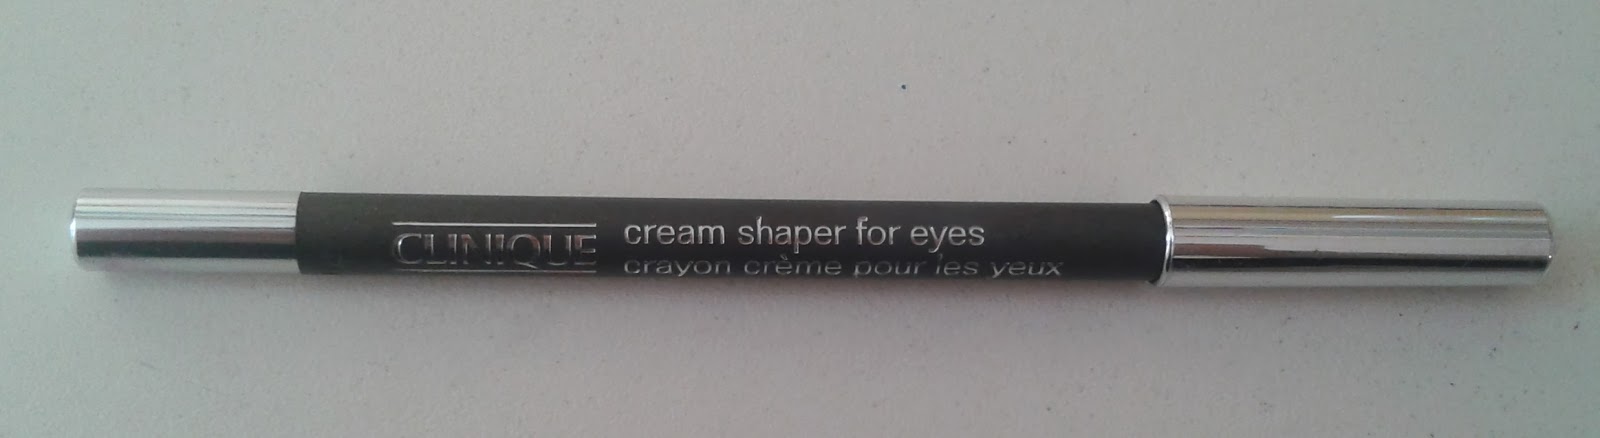 CLINIQUE
cream shaper for eyes
crayon crème pour les yeux